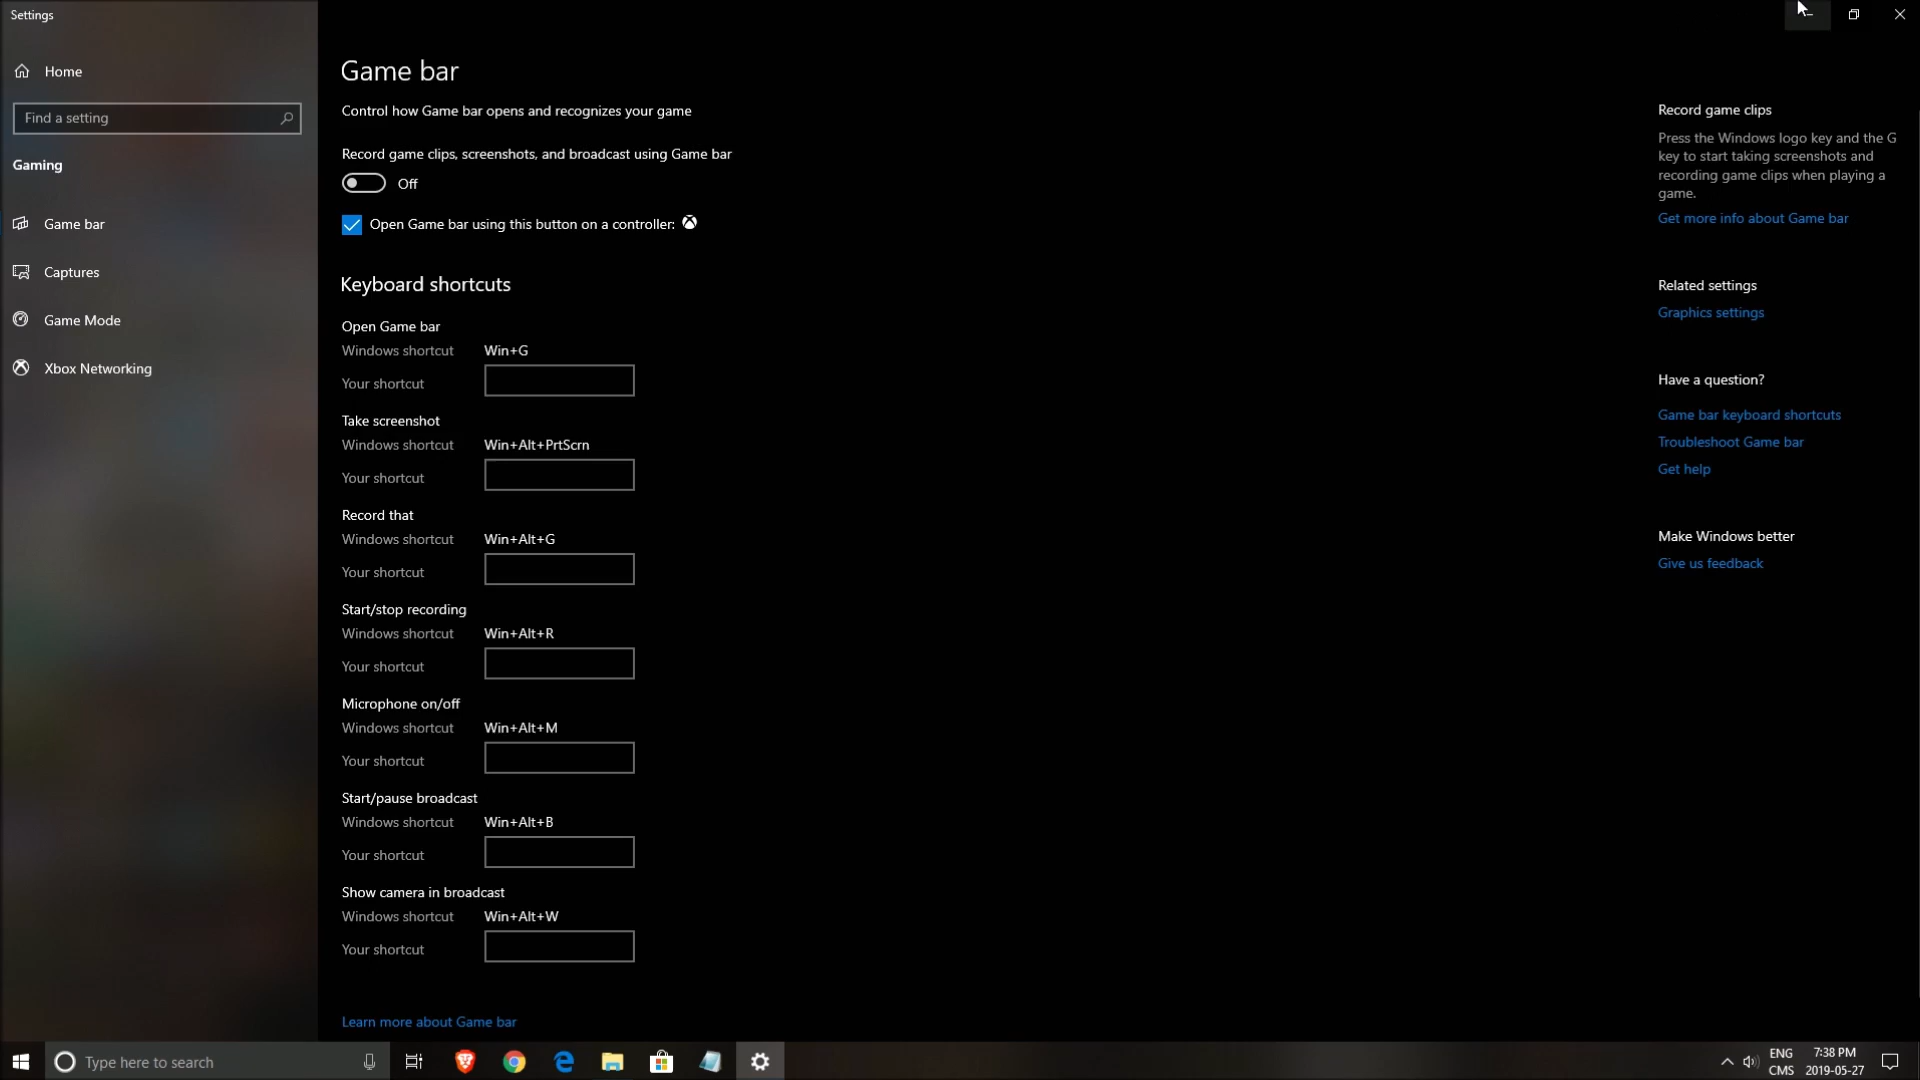 Settings
Home
Find a setting
Gaming
Game bar
Captures
Game Mode
Xbox Networking
Game bar
Control how Game bar opens and recognizes your game
Record game clips, screenshots, and broadcast using Game bar
Off
Open Game bar using this button on a controller:
Keyboard shortcuts
Open Game bar
Windows shortcut Win+G
Your shortcut
Take screenshot
Windows shortcut Win+Alt+PrtScrn
Your shortcut
Record that
Windows shortcut Win+Alt+G
Your shortcut
Start/stop recording
Windows shortcut Win+Alt+R
Your shortcut
Microphone on/off
Windows shortcut Win+Alt+M
Your shortcut
Start/pause broadcast
Windows shortcut Win+Alt+B
Your shortcut
Show camera in broadcast
Windows shortcut Win+Alt+W
Your shortcut
Learn more about Game bar
Record game clips
Press the Windows logo key and the G
key to start taking screenshots and
recording game clips when playing a
game.
Get more info about Game bar
Related settings
Graphics settings
Have a question?
Game bar keyboard shortcuts
Troubleshoot Game bar
Get help
Make Windows better
Give us feedback
Type here to search
ENG
CMS
7:38 PM
2019-05-27